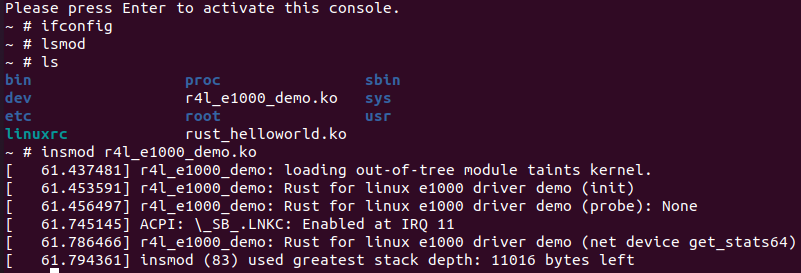 Please press Enter to activate this console.
~ # ifconfig
~ # lsmod
~ # ls
bin                 proc                sbin
dev                 r4l_e1000_demo.ko   sys
etc                 root                usr
linuxrc             rust_helloworld.ko
~ # insmod r4l_e1000_demo.ko
[   61.437481] r4l_e1000_demo: loading out-of-tree module taints kernel.
[   61.453591] r4l_e1000_demo: Rust for linux e1000 driver demo (init)
[   61.456497] r4l_e1000_demo: Rust for linux e1000 driver demo (probe): None
[   61.745145] ACPI: \_SB_.LNKC: Enabled at IRQ 11
[   61.786466] r4l_e1000_demo: Rust for linux e1000 driver demo (net device get_stats64)
[   61.794361] insmod (83) used greatest stack depth: 11016 bytes left